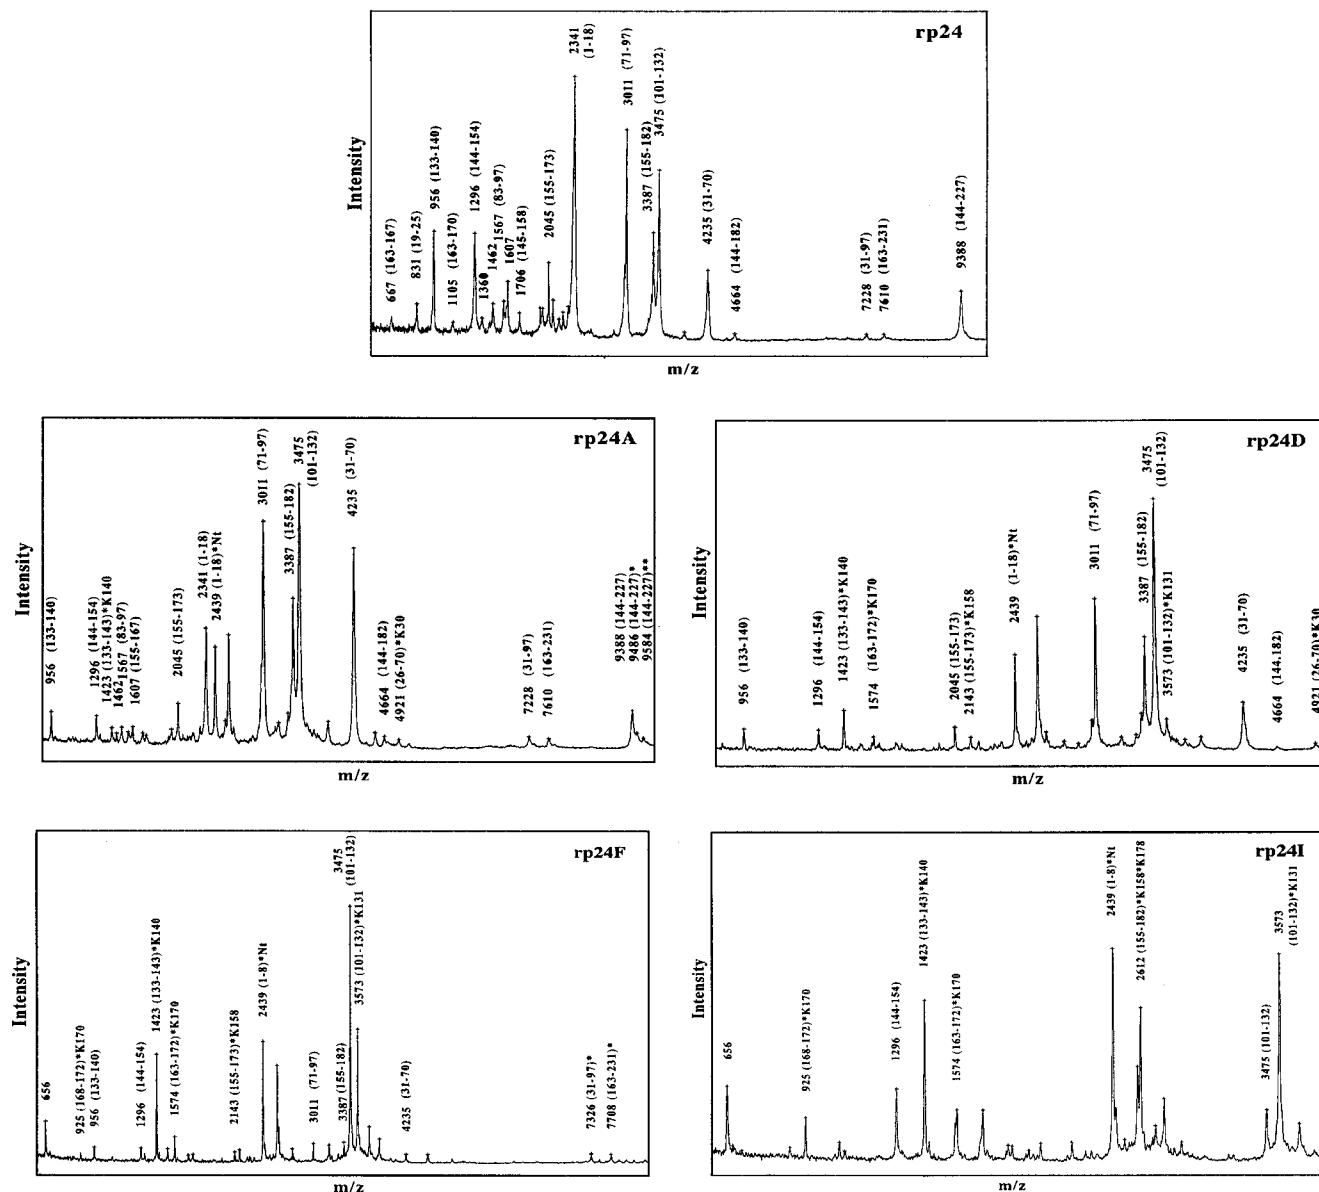 rp24
Intensity
667 (163-167)
831 (19-25)
956 (133-140)
1105 (163-170)
1296 (144-154)
1360
1462
1567 (83-97)
1607
1706 (145-158)
2045 (155-173)
2341 (1-18)
3011 (71-97)
3387 (155-182)
3475 (101-132)
4235 (31-70)
4664 (144-182)
7228 (31-97)
7610 (163-231)
9388 (144-227)
m/z
rp24A
Intensity
956 (133-140)
1296 (144-154)
1423 (133-143)*K140
1462
1567 (83-97)
1607 (155-167)
2045 (155-173)
2341 (1-18)
2439 (1-18)*Nt
3011 (71-97)
3387 (155-182)
3475 (101-132)
4235 (31-70)
4664 (144-182)
4921 (26-70)*K30
7228 (31-97)
7610 (163-231)
9388 (144-227)
9486 (144-227)*
9584 (144-227)**
m/z
rp24D
Intensity
956 (133-140)
1296 (144-154)
1423 (133-143)*K140
1574 (163-172)*K170
2045 (155-173)
2143 (155-173)*K158
2439 (1-18)*Nt
3011 (71-97)
3387 (155-182)
3475 (101-132)
3573 (101-132)*K131
4235 (31-70)
4664 (144.182)
4921 (26-70)*K30
m/z
rp24F
Intensity
656
925 (168-172)*K170
956 (133-140)
1296 (144-154)
1423 (133-143)*K140
1574 (163-172)*K170
2143 (155-173)*K158
2439 (1-8)*Nt
3011 (71-97)
3387 (155-182)
3475 (101-132)
3573 (101-132)*K131
4235 (31-70)
7326 (31-97)*
7708 (163-231)*
m/z
rp24I
Intensity
656
925 (168-172)*K170
1296 (144-154)
1423 (133-143)*K140
1574 (163-172)*K170
2439 (1-8)*Nt
2612 (155-182)*K158*K178
3475 (101-132)
3573 (101-132)*K131
m/z